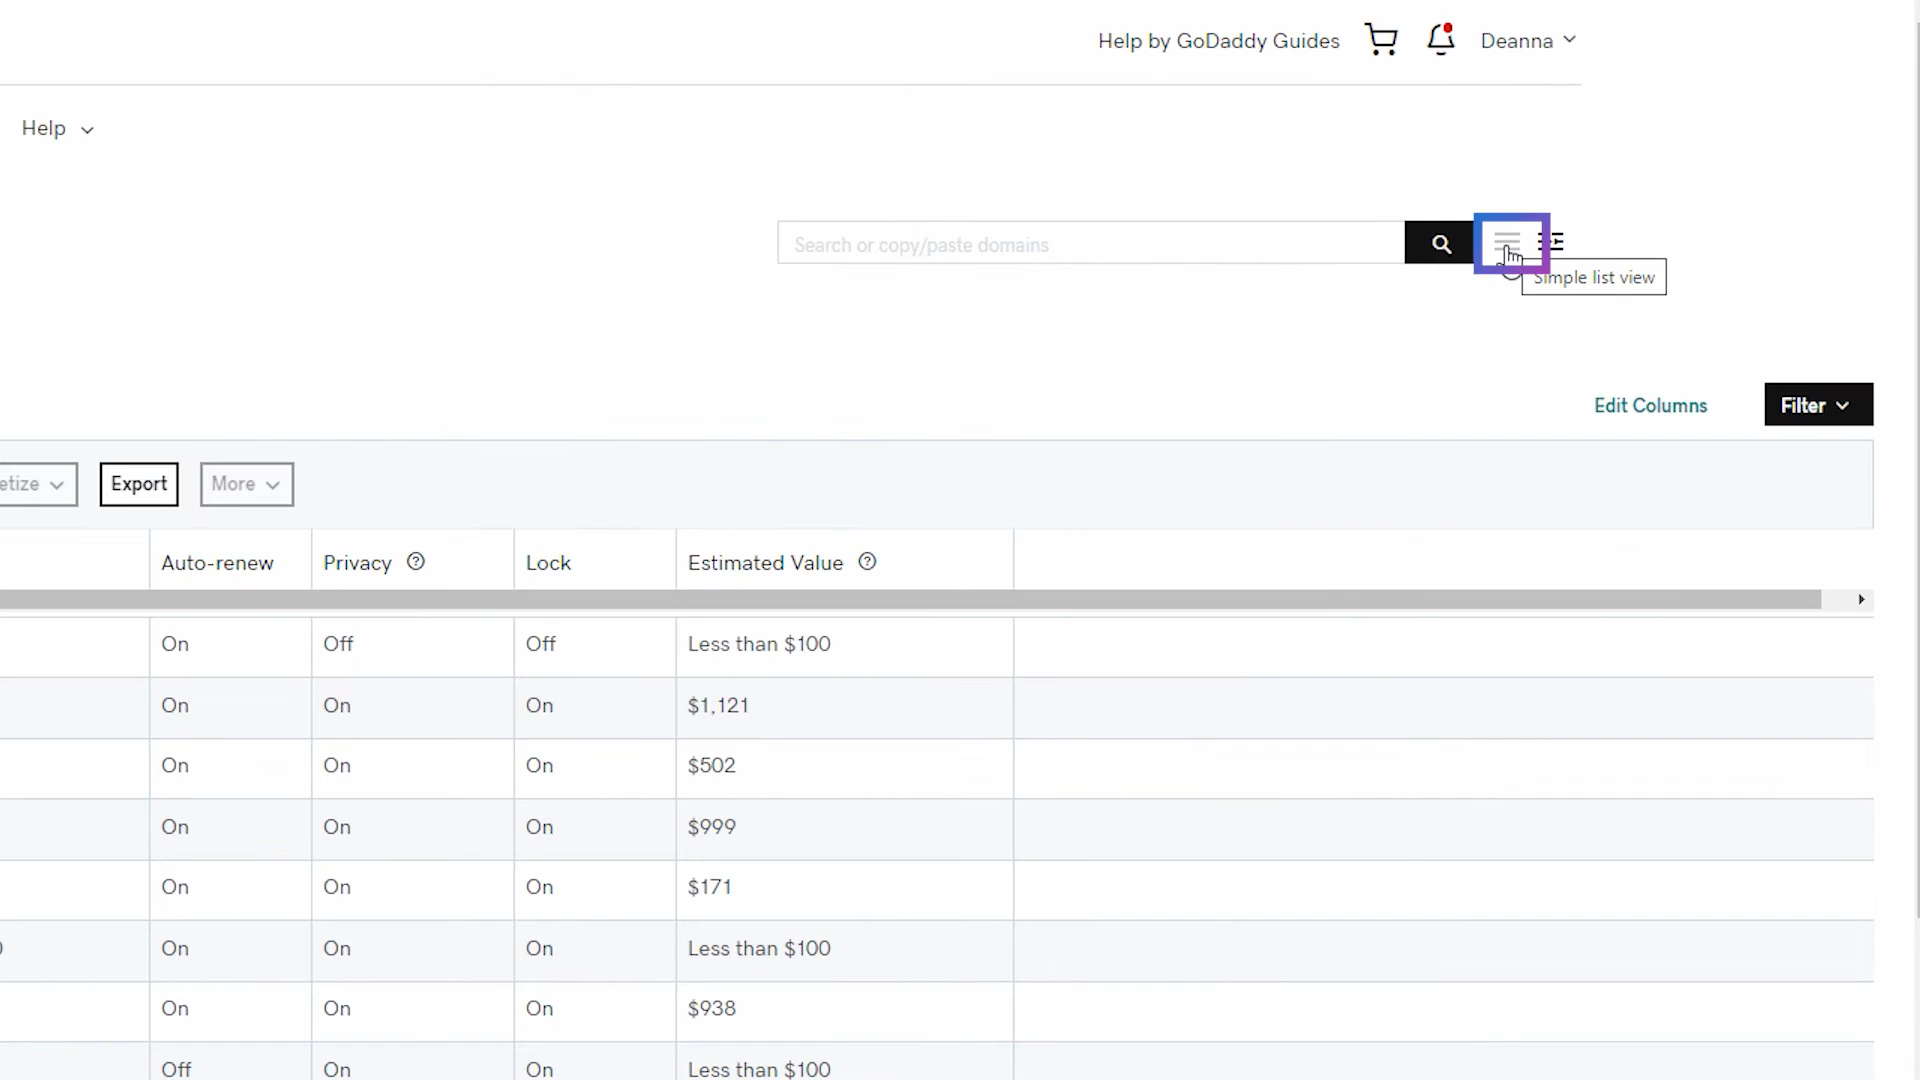 Help by GoDaddy Guides Deanna
Help
Search or copy/paste domains
Simple list view
Edit Columns Filter
etize Export More
Auto-renew Privacy ? Lock Estimated Value ?
On Off Off Less than $100
On On On $1,121
On On On $502
On On On $999
On On On $171
On On On Less than $100
On On On $938
Off On On Less than $100